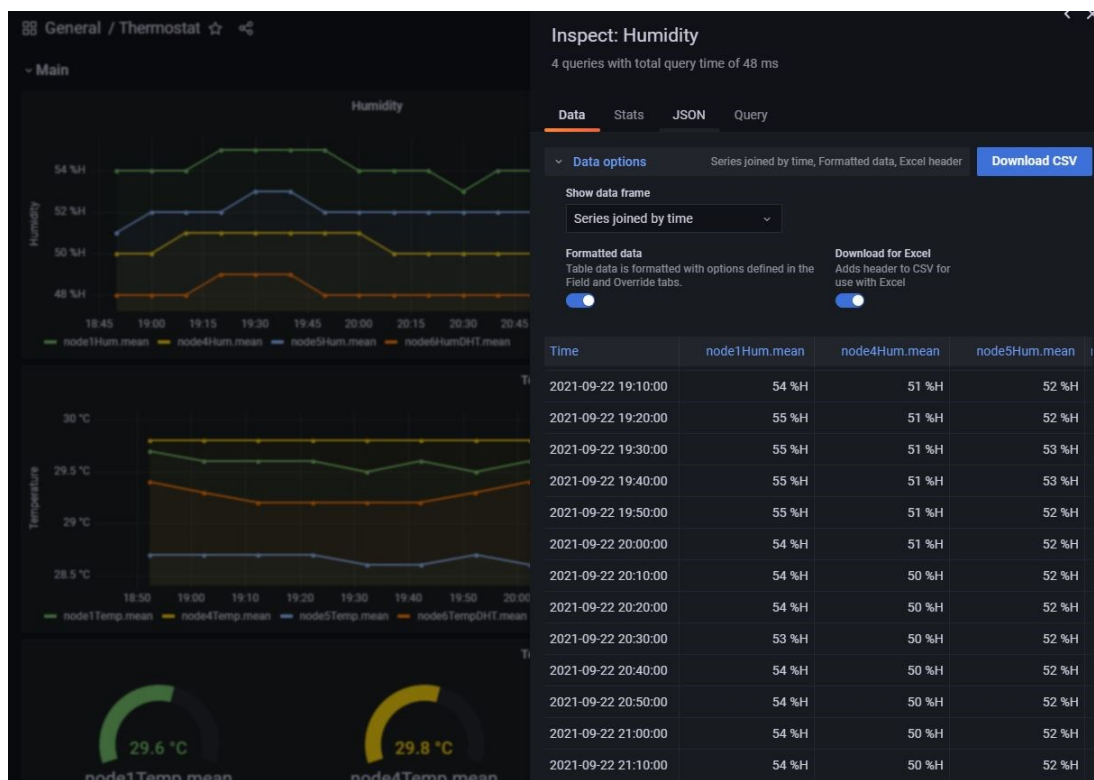 General / Thermostat
Main
Humidity
54 %H
52 %H
50 %H
48 %H
Humidity
18:45 19:00 19:15 19:30 19:45 20:00 20:15 20:30 20:45
node1Hum.mean node4Hum.mean node5Hum.mean node6HumDHT.mean
30 °C
29.5 °C
29 °C
28.5 °C
Temperature
18:50 19:00 19:10 19:20 19:30 19:40 19:50 20:00
node1Temp.mean node4Temp.mean node5Temp.mean node6TempDHT.mean
29.6 °C 29.8 °C
node1Temp.mean node4Temp.mean
Inspect: Humidity
4 queries with total query time of 48 ms
Data Stats JSON Query
Data options Series joined by time, Formatted data, Excel header Download CSV
Show data frame
Series joined by time
Formatted data
Table data is formatted with options defined in the
Field and Override tabs.
Download for Excel
Adds header to CSV for
use with Excel
Time node1Hum.mean node4Hum.mean node5Hum.mean
2021-09-22 19:10:00 54 %H 51 %H 52 %H
2021-09-22 19:20:00 55 %H 51 %H 52 %H
2021-09-22 19:30:00 55 %H 51 %H 53 %H
2021-09-22 19:40:00 55 %H 51 %H 53 %H
2021-09-22 19:50:00 55 %H 51 %H 52 %H
2021-09-22 20:00:00 54 %H 51 %H 52 %H
2021-09-22 20:10:00 54 %H 50 %H 52 %H
2021-09-22 20:20:00 54 %H 50 %H 52 %H
2021-09-22 20:30:00 53 %H 50 %H 52 %H
2021-09-22 20:40:00 54 %H 50 %H 52 %H
2021-09-22 20:50:00 54 %H 50 %H 52 %H
2021-09-22 21:00:00 54 %H 50 %H 52 %H
2021-09-22 21:10:00 54 %H 50 %H 52 %H